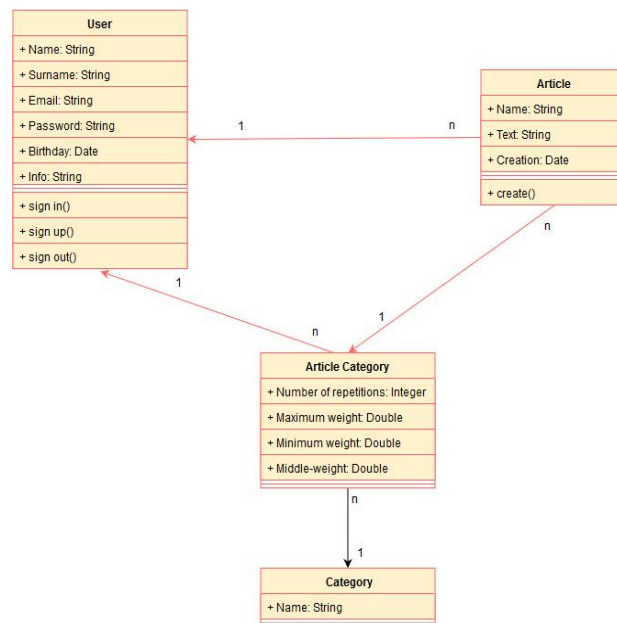 User
+ Name: String
+ Surname: String
+ Email: String
+ Password: String
+ Birthday: Date
+ Info: String
+ sign in()
+ sign up()
+ sign out()
Article
+ Name: String
+ Text: String
+ Creation: Date
+ create()
1
n
n
1
1
n
Article Category
+ Number of repetitions: Integer
+ Maximum weight: Double
+ Minimum weight: Double
+ Middle-weight: Double
n
1
Category
+ Name: String